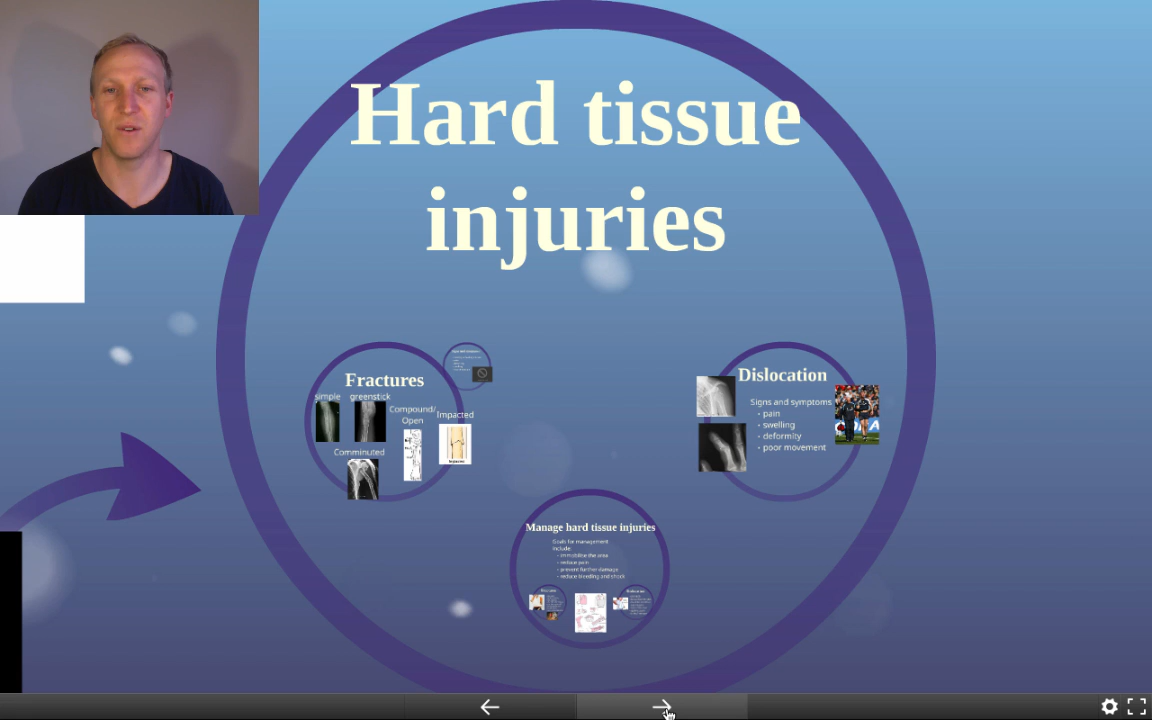 Hard tissue
injuries
Fractures
simple
greenstick
Compound/
Open
Impacted
Comminuted
Dislocation
Signs and symptoms
- pain
- swelling
- deformity
- poor movement
Manage hard tissue injuries
Goals for management
include:
- immobilise the area
- reduce pain
- prevent further damage
- reduce bleeding and shock